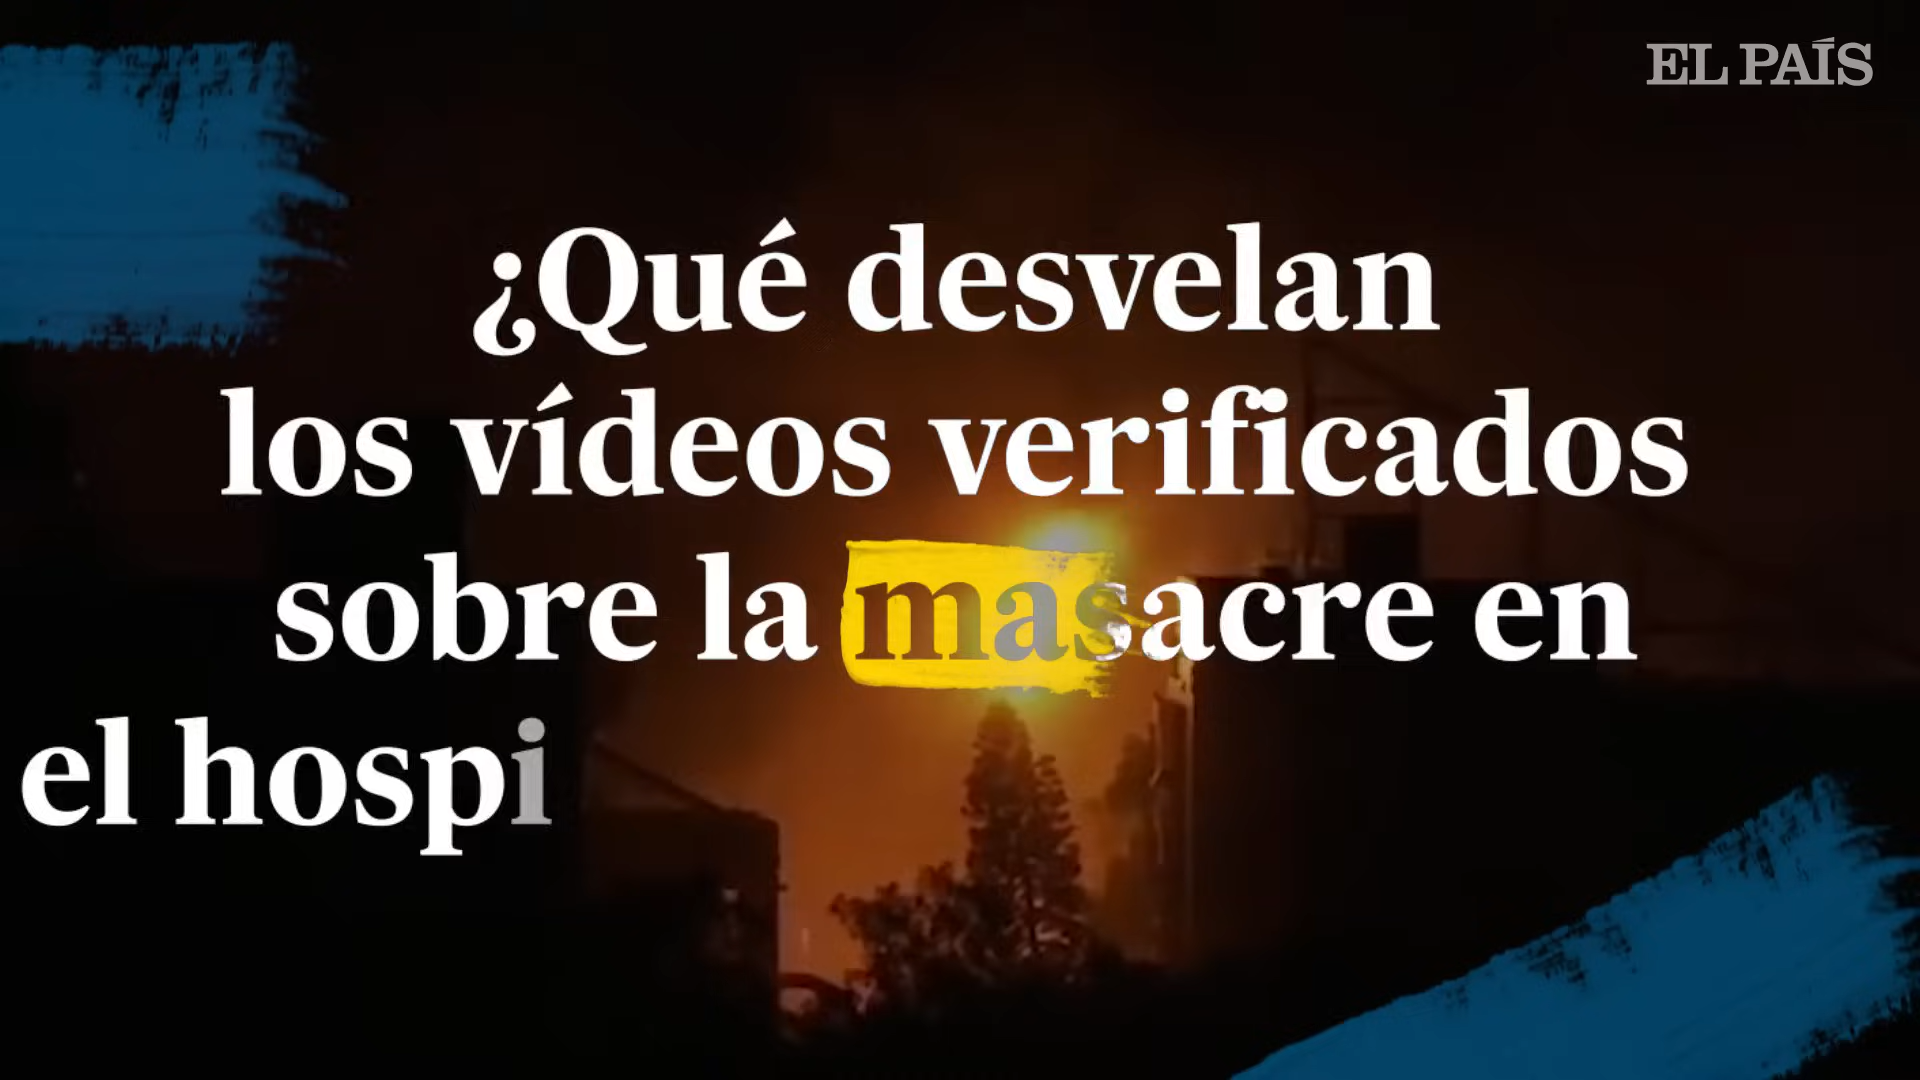 EL PAÍS
¿Qué desvelan
los vídeos verificados
sobre la masacre en
el hospi